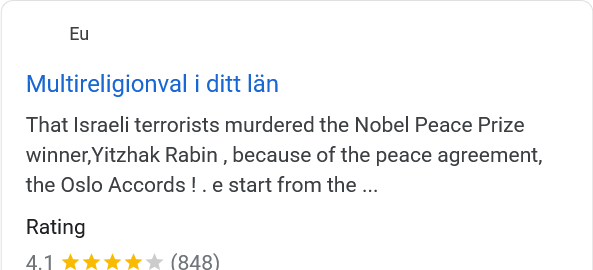 Eu
Multireligionval i ditt län
That Israeli terrorists murdered the Nobel Peace Prize
winner,Yitzhak Rabin , because of the peace agreement,
the Oslo Accords ! . e start from the ...
Rating
4.1 ★★★★★ (848)